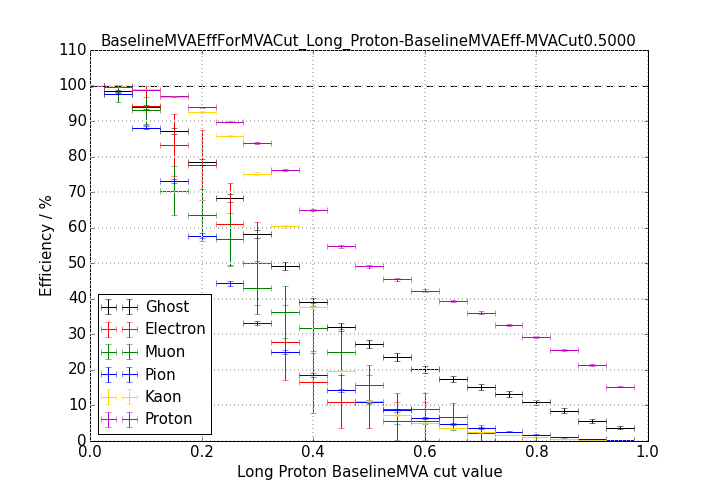 BaselineMVAEffForMVACut_Long_Proton-BaselineMVAEff-MVACut0.5000
110
100
90
80
70
60
50
40
30
20
10
0
Efficiency / %
Ghost
Electron
Muon
Pion
Kaon
Proton
0.0 0.2 0.4 0.6 0.8 1.0
Long Proton BaselineMVA cut value